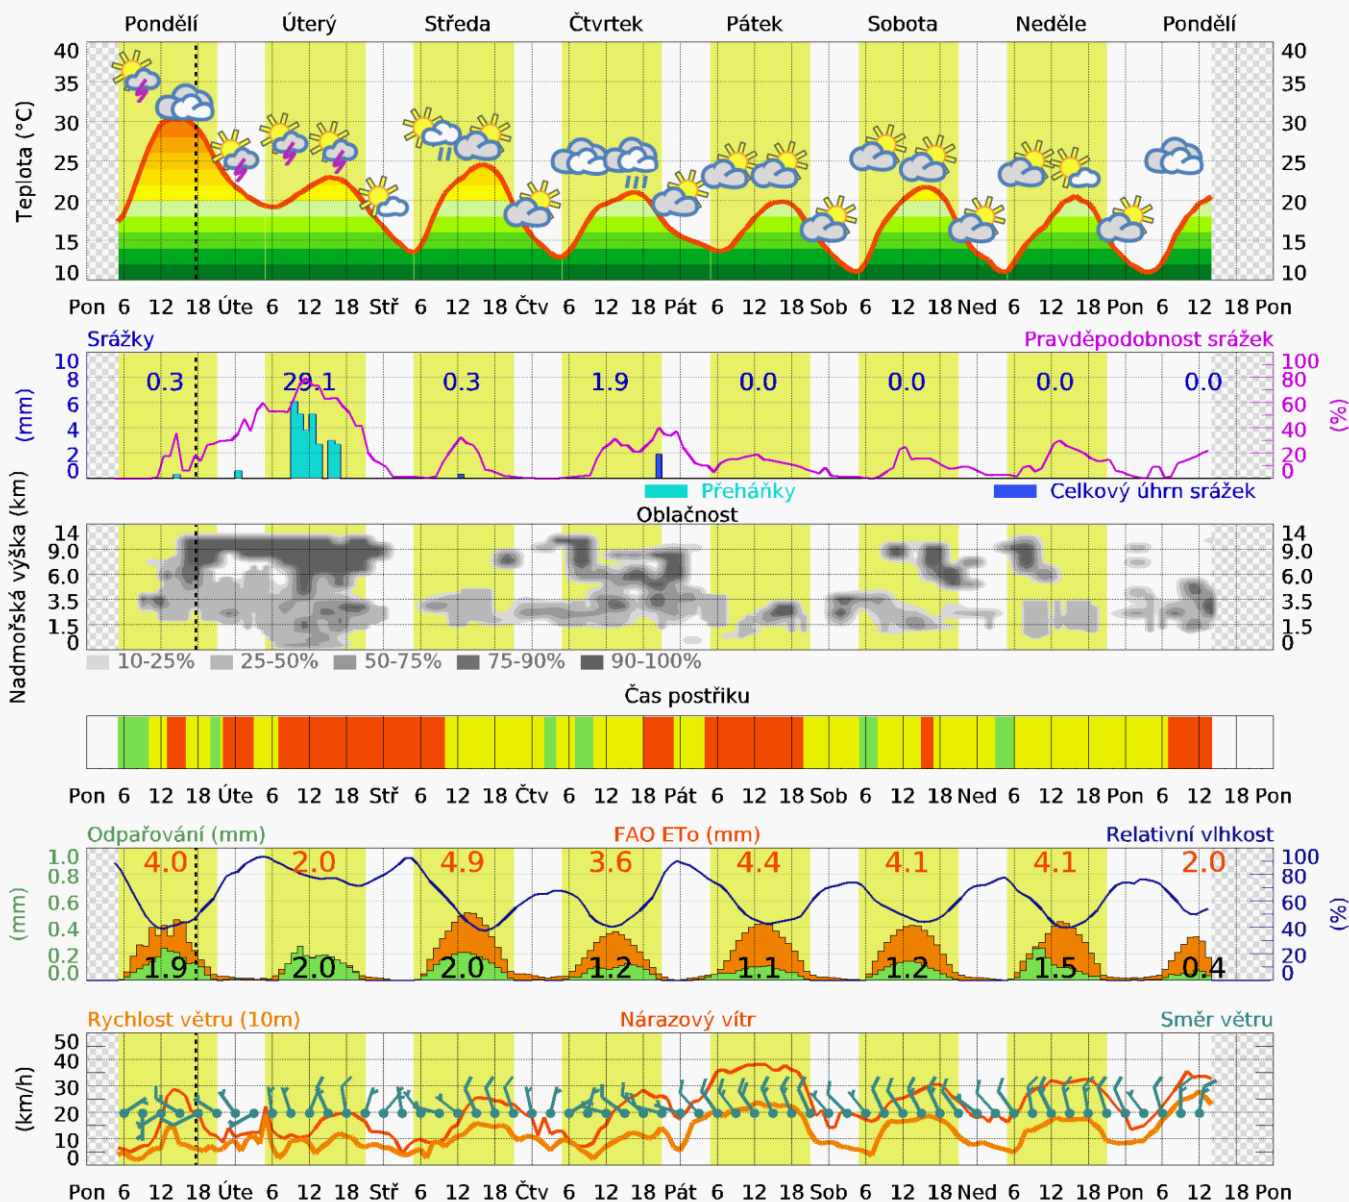 Pondělí Úterý Středa Čtvrtek Pátek Sobota Neděle Pondělí
Teplota (°C)
40 40
35 35
30 30
25 25
20 20
15 15
10 10
Pon 6 12 18 Úte 6 12 18 Stř 6 12 18 Čtv 6 12 18 Pát 6 12 18 Sob 6 12 18 Ned 6 12 18 Pon 6 12 18 Pon
Srážky Pravděpodobnost srážek
(mm) (%)
10 100
8 80
0.3 29.1 0.3 1.9 0.0 0.0 0.0 0.0
6 60
4 40
2 20
0 0
Přeháňky Celkový úhrn srážek
Oblačnost
Nadmořská výška (km)
14 14
9.0 9.0
6.0 6.0
3.5 3.5
1.5 1.5
0 0
10-25% 25-50% 50-75% 75-90% 90-100%
Čas postřiku
Pon 6 12 18 Úte 6 12 18 Stř 6 12 18 Čtv 6 12 18 Pát 6 12 18 Sob 6 12 18 Ned 6 12 18 Pon 6 12 18 Pon
Odpařování (mm) FAO ETo (mm) Relativní vlhkost
(mm) (%)
1.0 100
4.0 2.0 4.9 3.6 4.4 4.1 4.1 2.0
0.8 80
0.6 60
0.4 40
0.2 20
0.0 0
1.9 2.0 2.0 1.2 1.1 1.2 1.5 0.4
Rychlost větru (10m) Nárazový vítr Směr větru
(km/h) (km/h)
50 50
40 40
30 30
20 20
10 10
0 0
Pon 6 12 18 Úte 6 12 18 Stř 6 12 18 Čtv 6 12 18 Pát 6 12 18 Sob 6 12 18 Ned 6 12 18 Pon 6 12 18 Pon